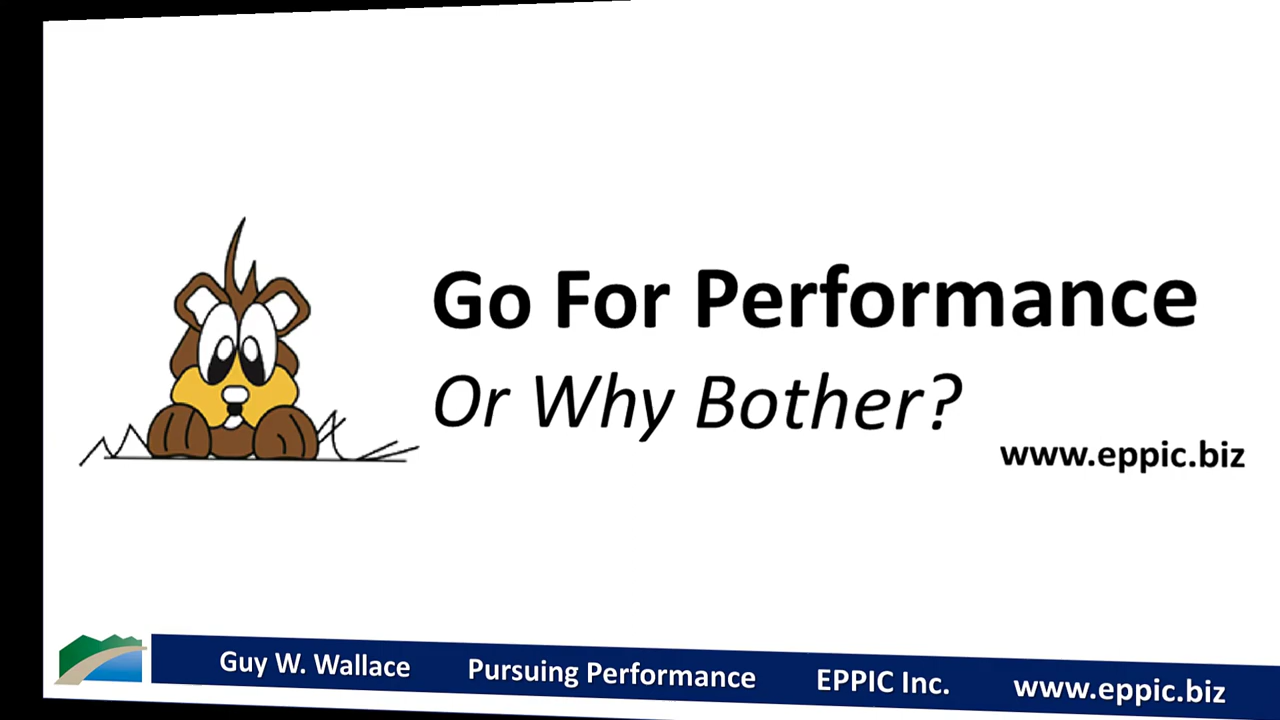 Go For Performance
Or Why Bother?
www.eppic.biz
Guy W. Wallace Pursuing Performance EPPIC Inc. www.eppic.biz